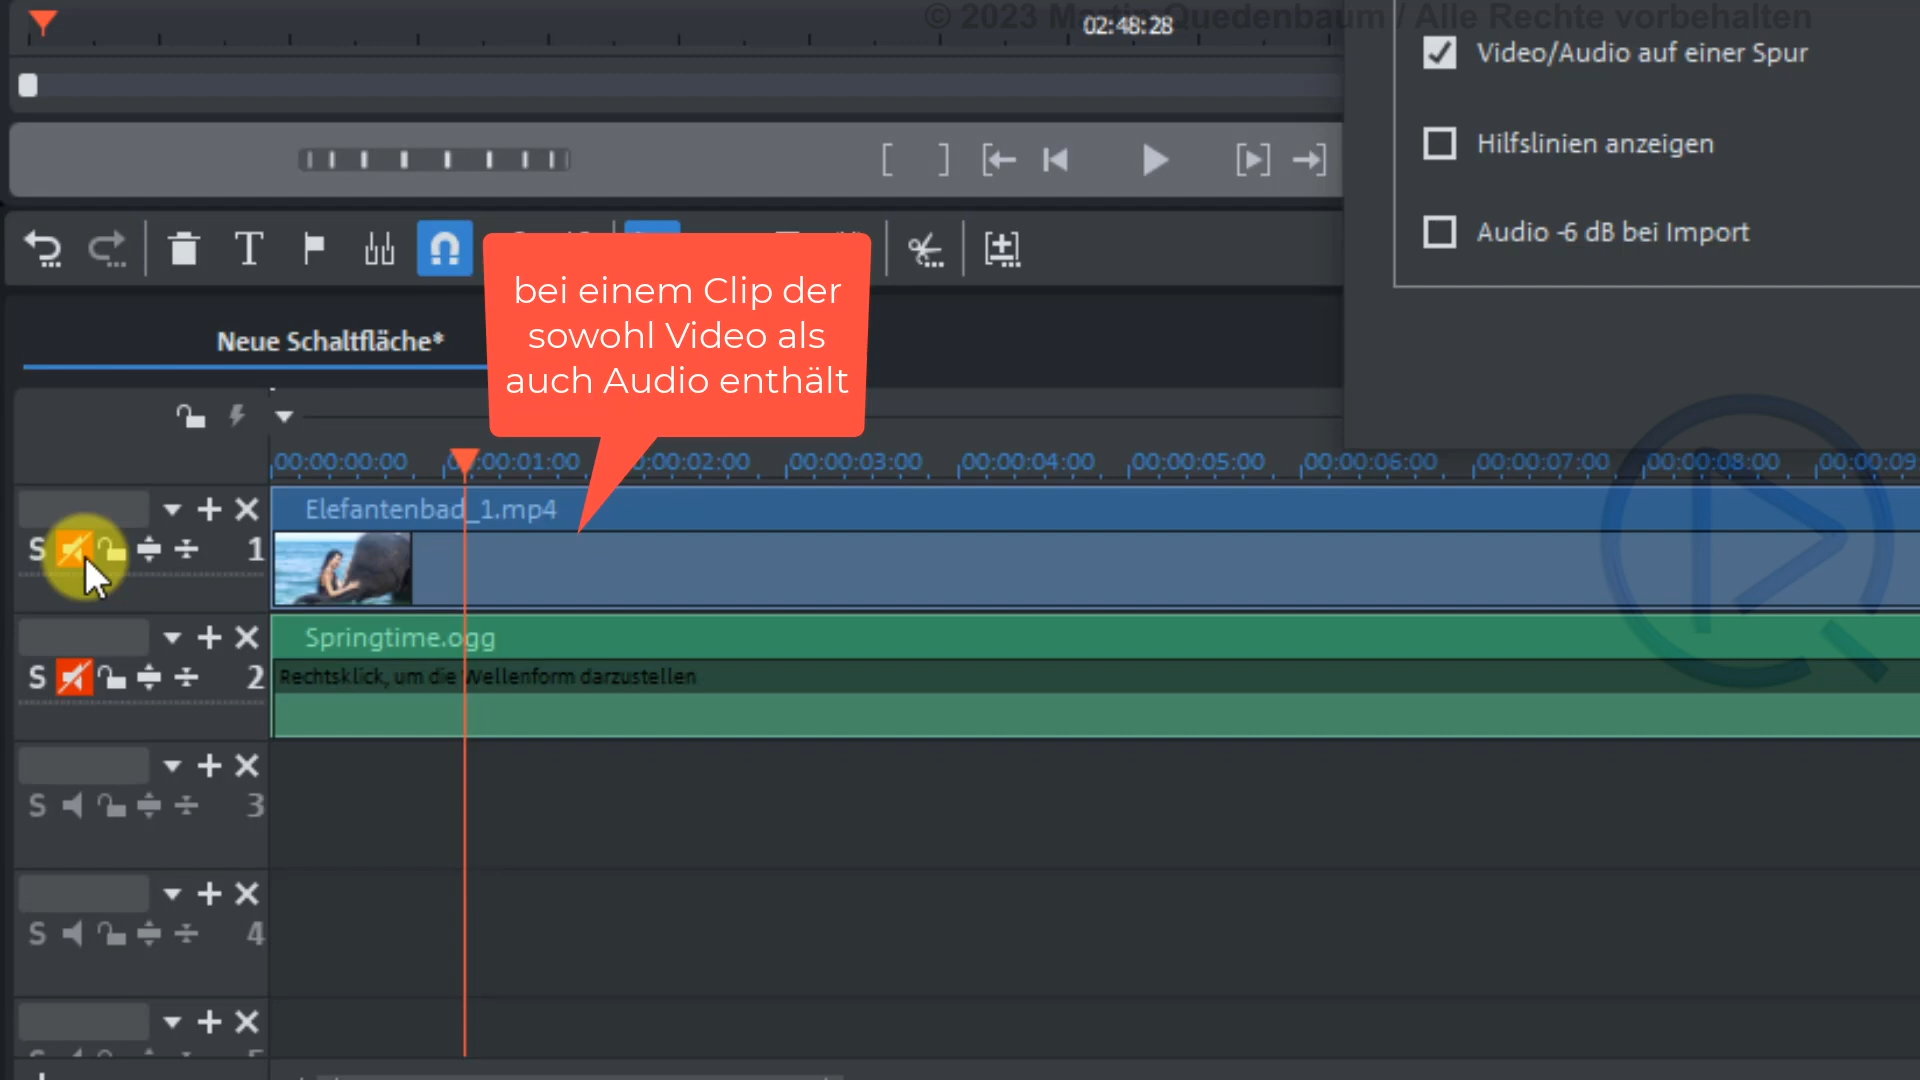 © 2023 Martin Quedenbaum / Alle Rechte vorbehalten
02:48:28
Video/Audio auf einer Spur
Hilfslinien anzeigen
Audio -6 dB bei Import
bei einem Clip der
sowohl Video als
auch Audio enthält
Neue Schaltfläche*
00:00:00:00 00:00:01:00 00:00:02:00 00:00:03:00 00:00:04:00 00:00:05:00 00:00:06:00 00:00:07:00 00:00:08:00 00:00:09
Elefantenbad_1.mp4
S 1
Springtime.ogg
S 2
Rechtsklick, um die Wellenform darzustellen
S 3
S 4